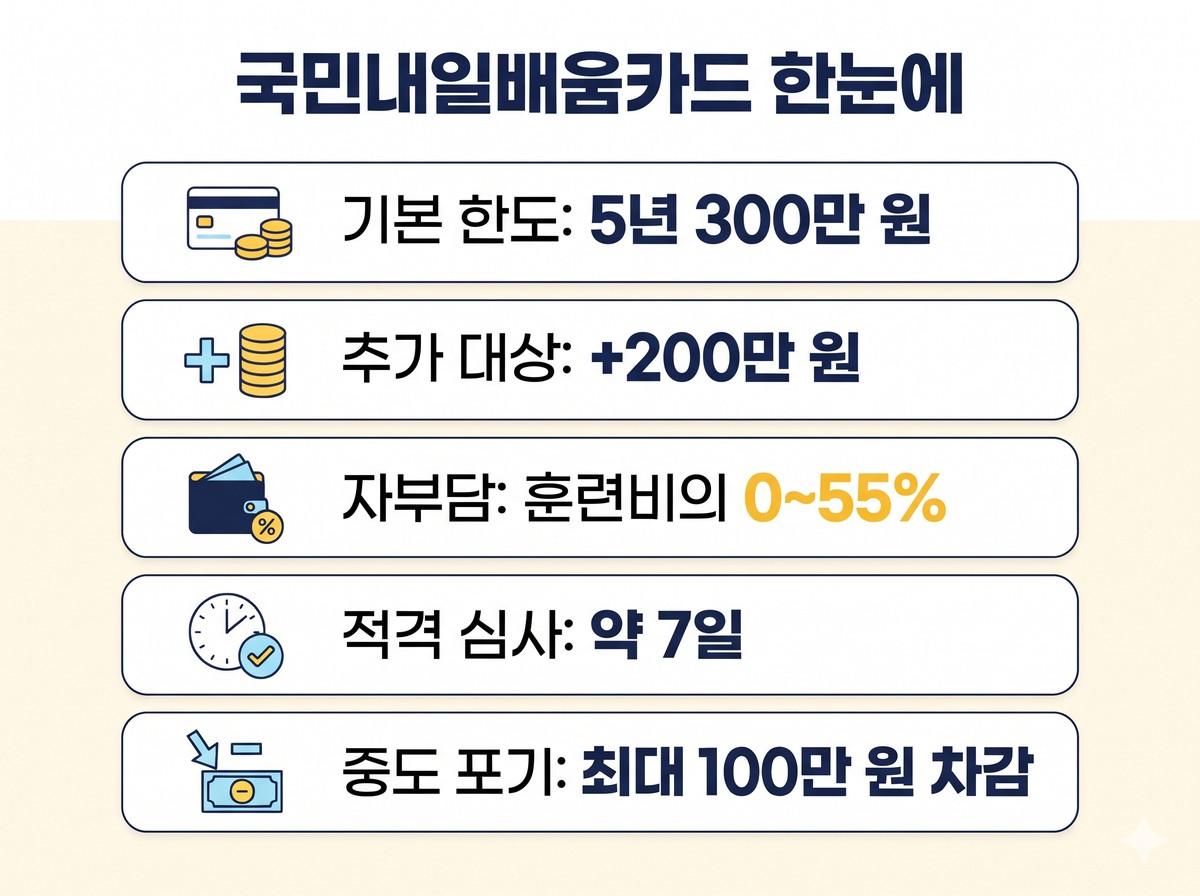 국민내일배움카드 한눈에
기본 한도: 5년 300만 원
추가 대상: +200만 원
자부담: 훈련비의 0~55%
적격 심사: 약 7일
중도 포기: 최대 100만 원 차감